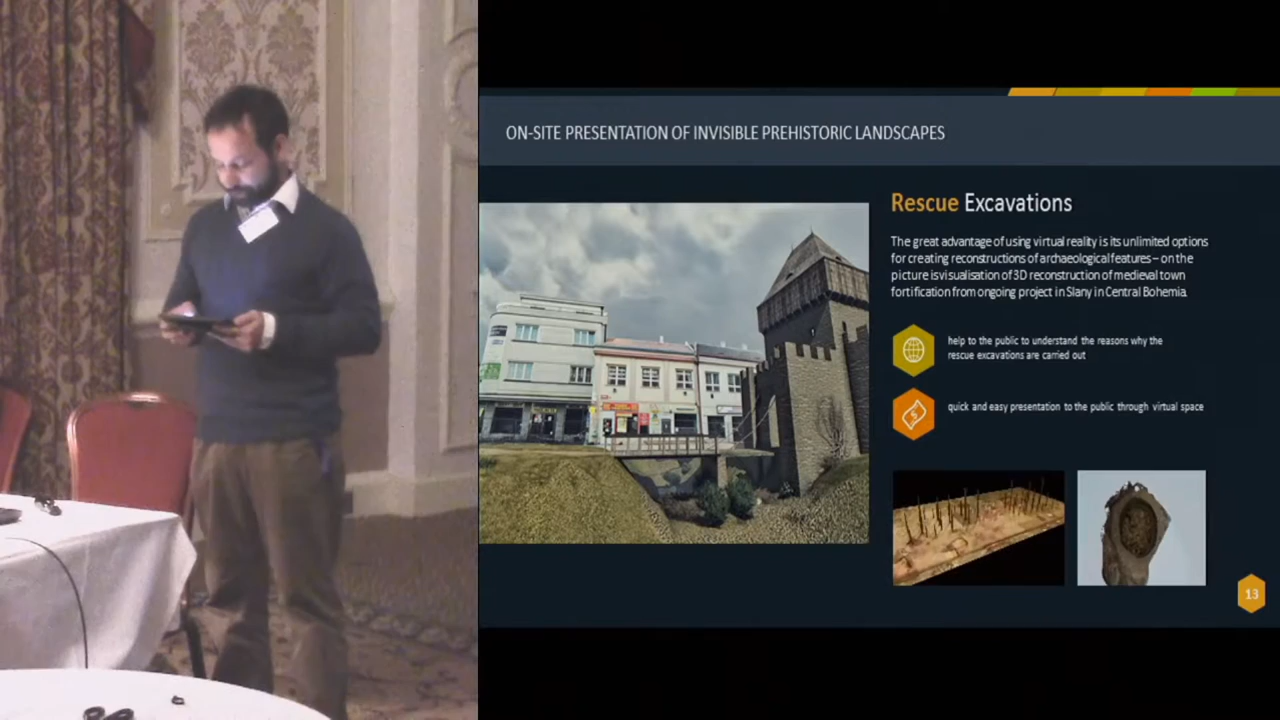 ON-SITE PRESENTATION OF INVISIBLE PREHISTORIC LANDSCAPES
Rescue Excavations
The great advantage of using virtual reality is its unlimited options
for creating reconstructions of archaeological features – on the
picture is visualisation of 3D reconstruction of medieval town
fortification from ongoing project in Slany in Central Bohemia.
help to the public to understand the reasons why the
rescue excavations are carried out
quick and easy presentation to the public through virtual space
13